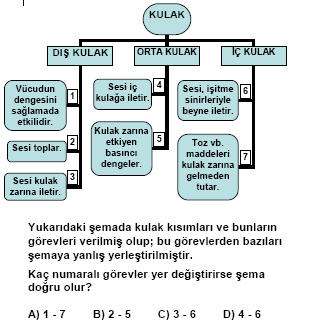 KULAK
DIŞ KULAK
ORTA KULAK
İÇ KULAK
Vücudun
dengesini
sağlamada
etkilidir.
1
Sesi toplar.
2
Sesi kulak
zarına iletir.
3
Sesi iç
kulağa iletir.
4
Kulak zarına
etkiyen
basıncı
dengeler.
5
Sesi, işitme
sinirleriyle
beyne iletir.
6
Toz vb.
maddeleri
kulak zarına
gelmeden
tutar.
7
Yukarıdaki şemada kulak kısımları ve bunların
görevleri verilmiş olup; bu görevlerden bazıları
şemaya yanlış yerleştirilmiştir.
Kaç numaralı görevler yer değiştirirse şema
doğru olur?
A) 1 - 7 B) 2 - 5 C) 3 - 6 D) 4 - 6